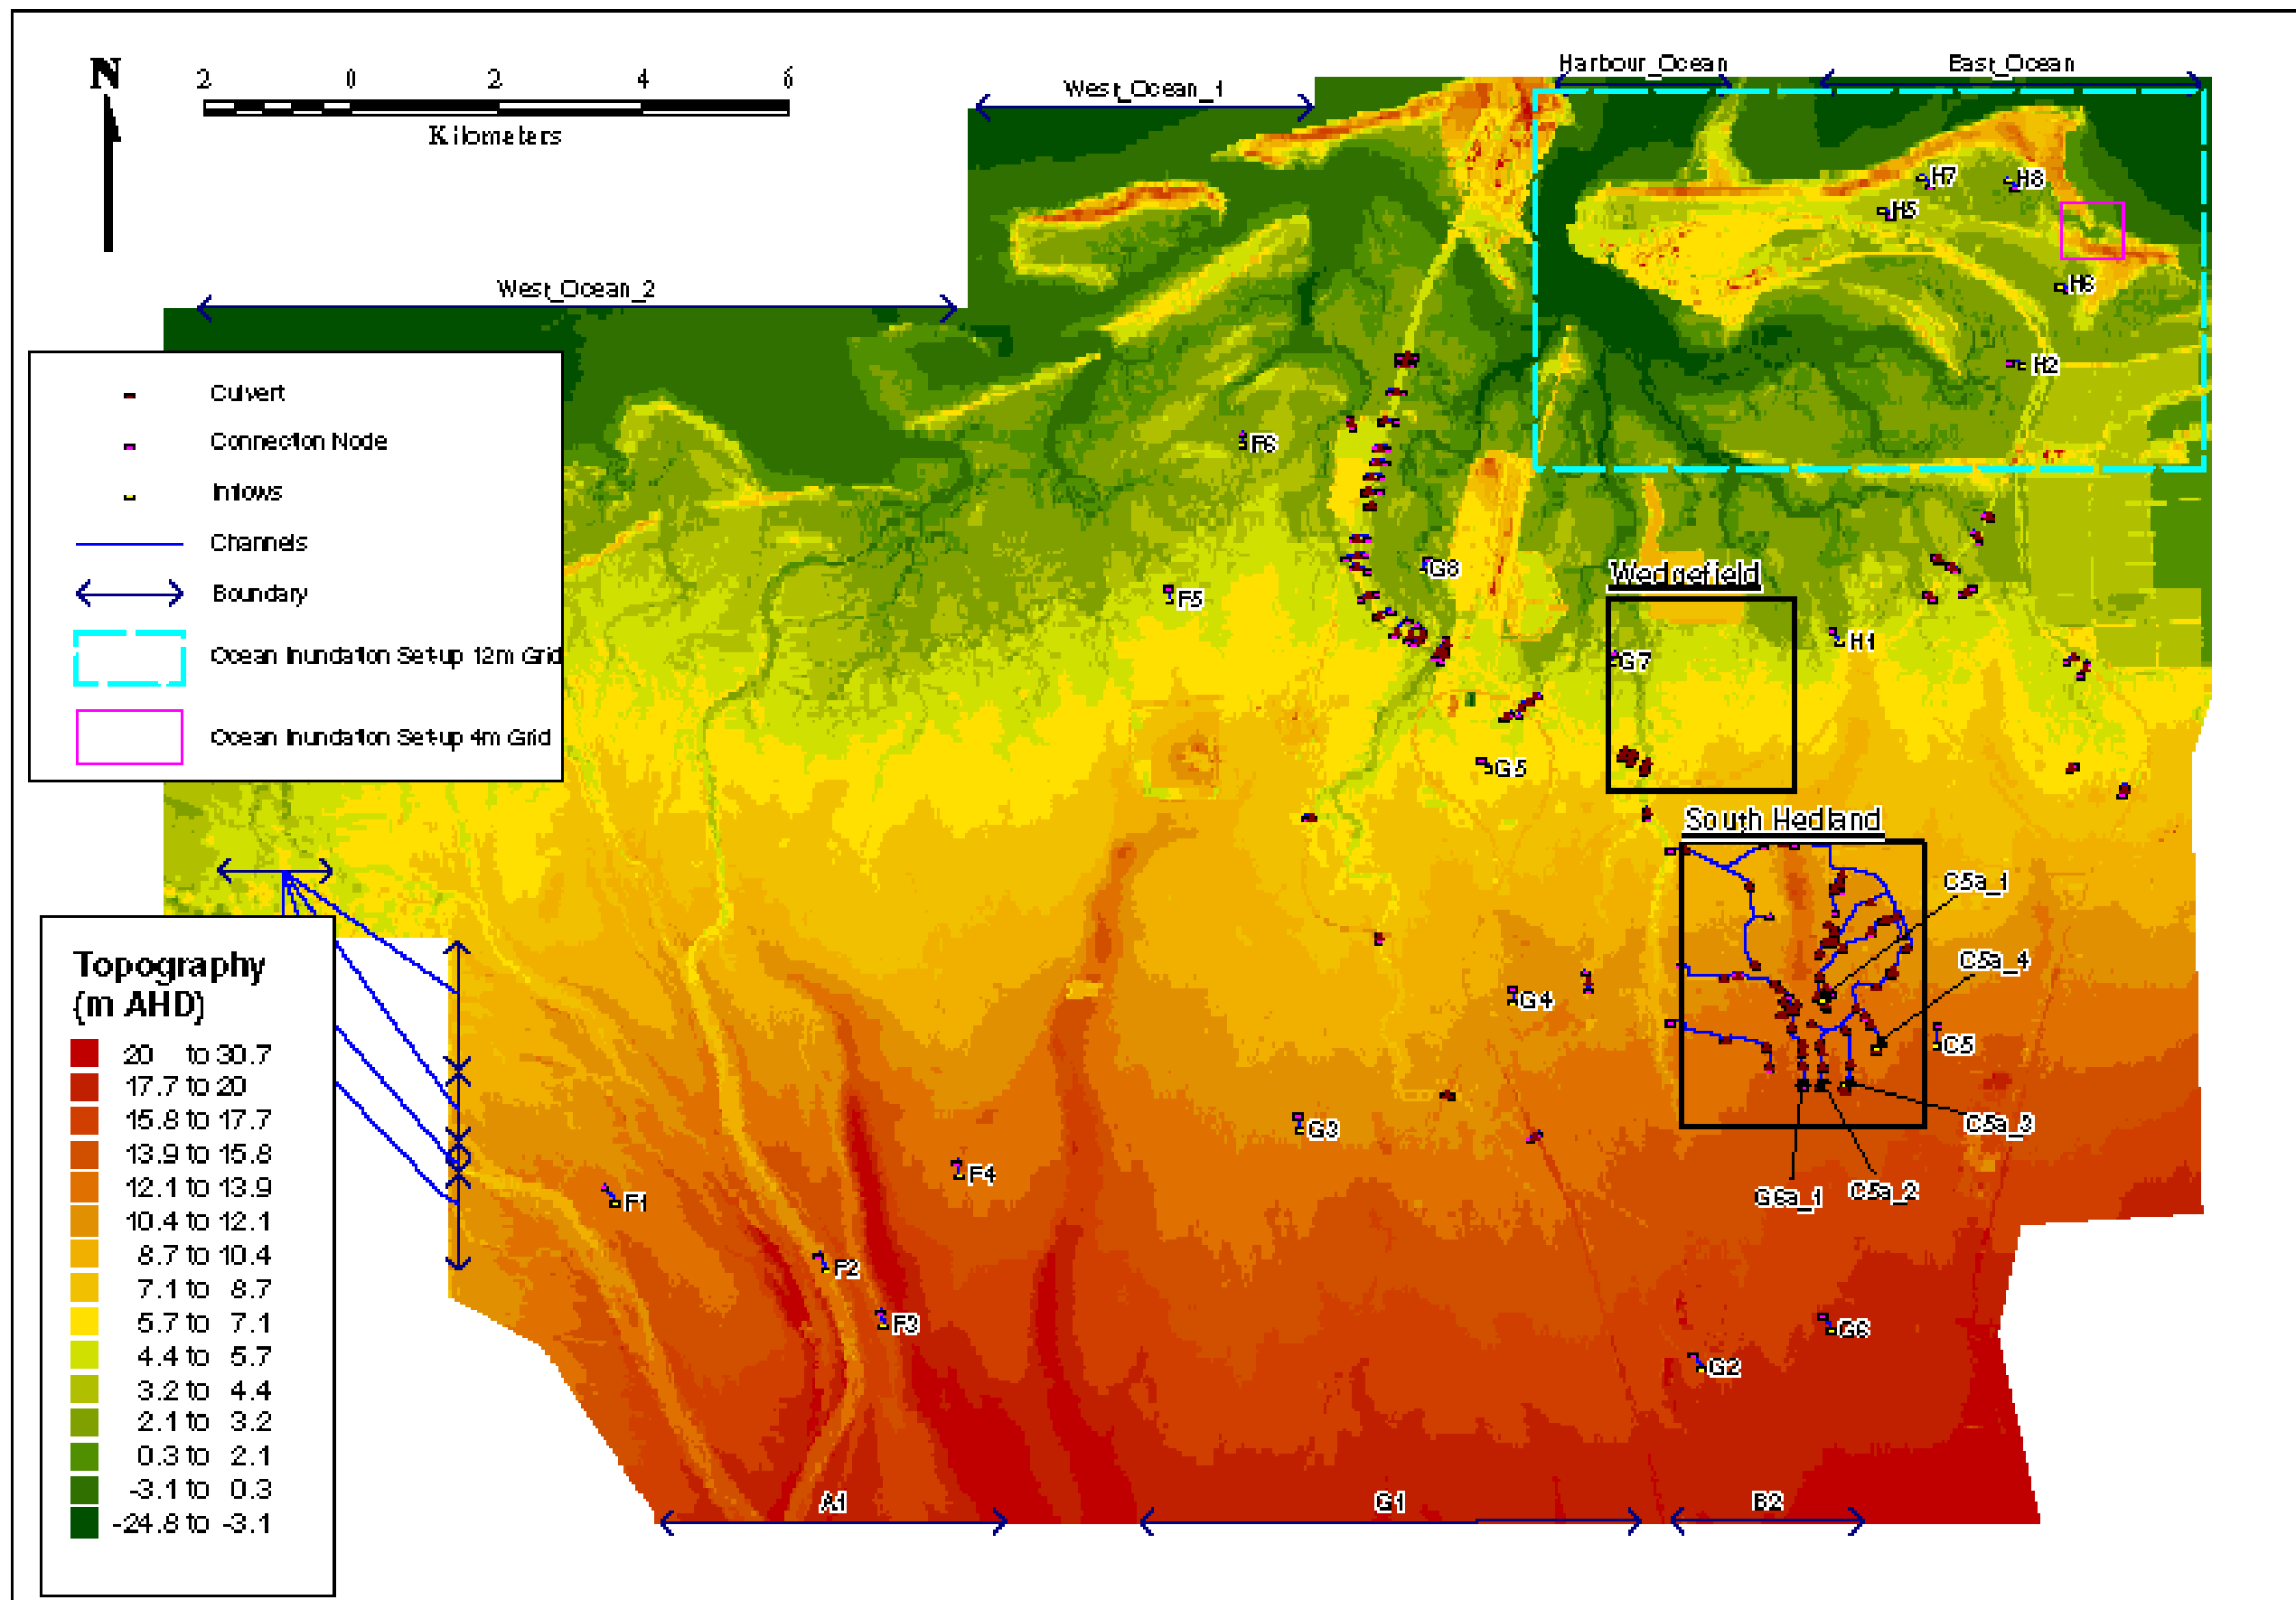 N
2 0 2 4 6
Kilometers
Harbour_Ocean
East_Ocean
West_Ocean_1
West_Ocean_2
H7
H8
H5
H6
H2
Culvert
Connection Node
Inflows
Channels
Boundary
Ocean Inundation Set-up 12m Grid
Ocean Inundation Set-up 4m Grid
F6
G8
F5
Wedgefield
H1
G7
G5
South Hedland
C5a_1
C5a_4
G4
C5
G3
C5a_3
F4
F1
G6a_1
C5a_2
F2
F3
G6
G2
Topography
(m AHD)
20 to 30.7
17.7 to 20
15.8 to 17.7
13.9 to 15.8
12.1 to 13.9
10.4 to 12.1
8.7 to 10.4
7.1 to 8.7
5.7 to 7.1
4.4 to 5.7
3.2 to 4.4
2.1 to 3.2
0.3 to 2.1
-3.1 to 0.3
-24.8 to -3.1
A1
G1
B2